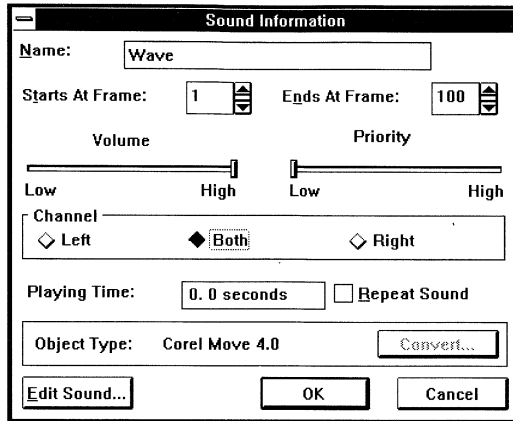 Sound Information
Name: Wave
Starts At Frame: 1 Ends At Frame: 100
Volume Priority
Low High Low High
Channel
Left Both Right
Playing Time: 0. 0 seconds Repeat Sound
Object Type: Corel Move 4.0 Convert...
Edit Sound... OK Cancel